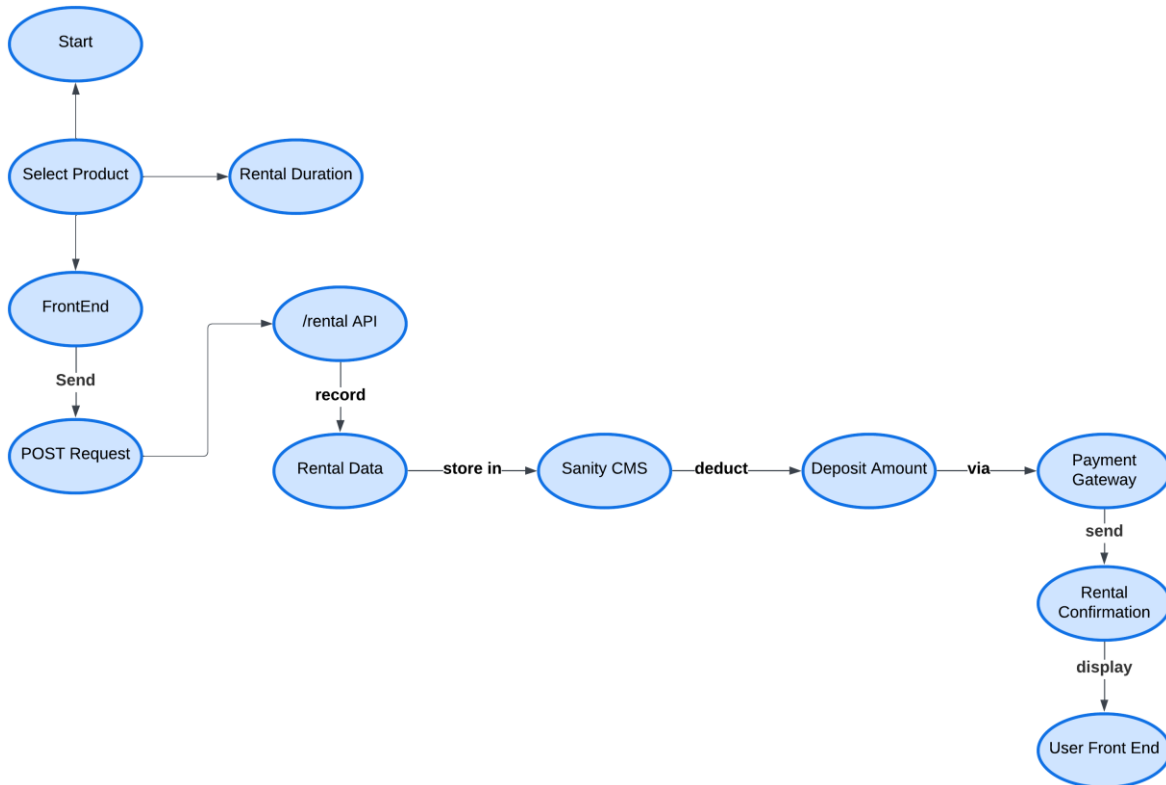 Start
Select Product
Rental Duration
FrontEnd
/rental API
Send
record
POST Request
Rental Data
store in
Sanity CMS
deduct
Deposit Amount
via
Payment
Gateway
send
Rental
Confirmation
display
User Front End